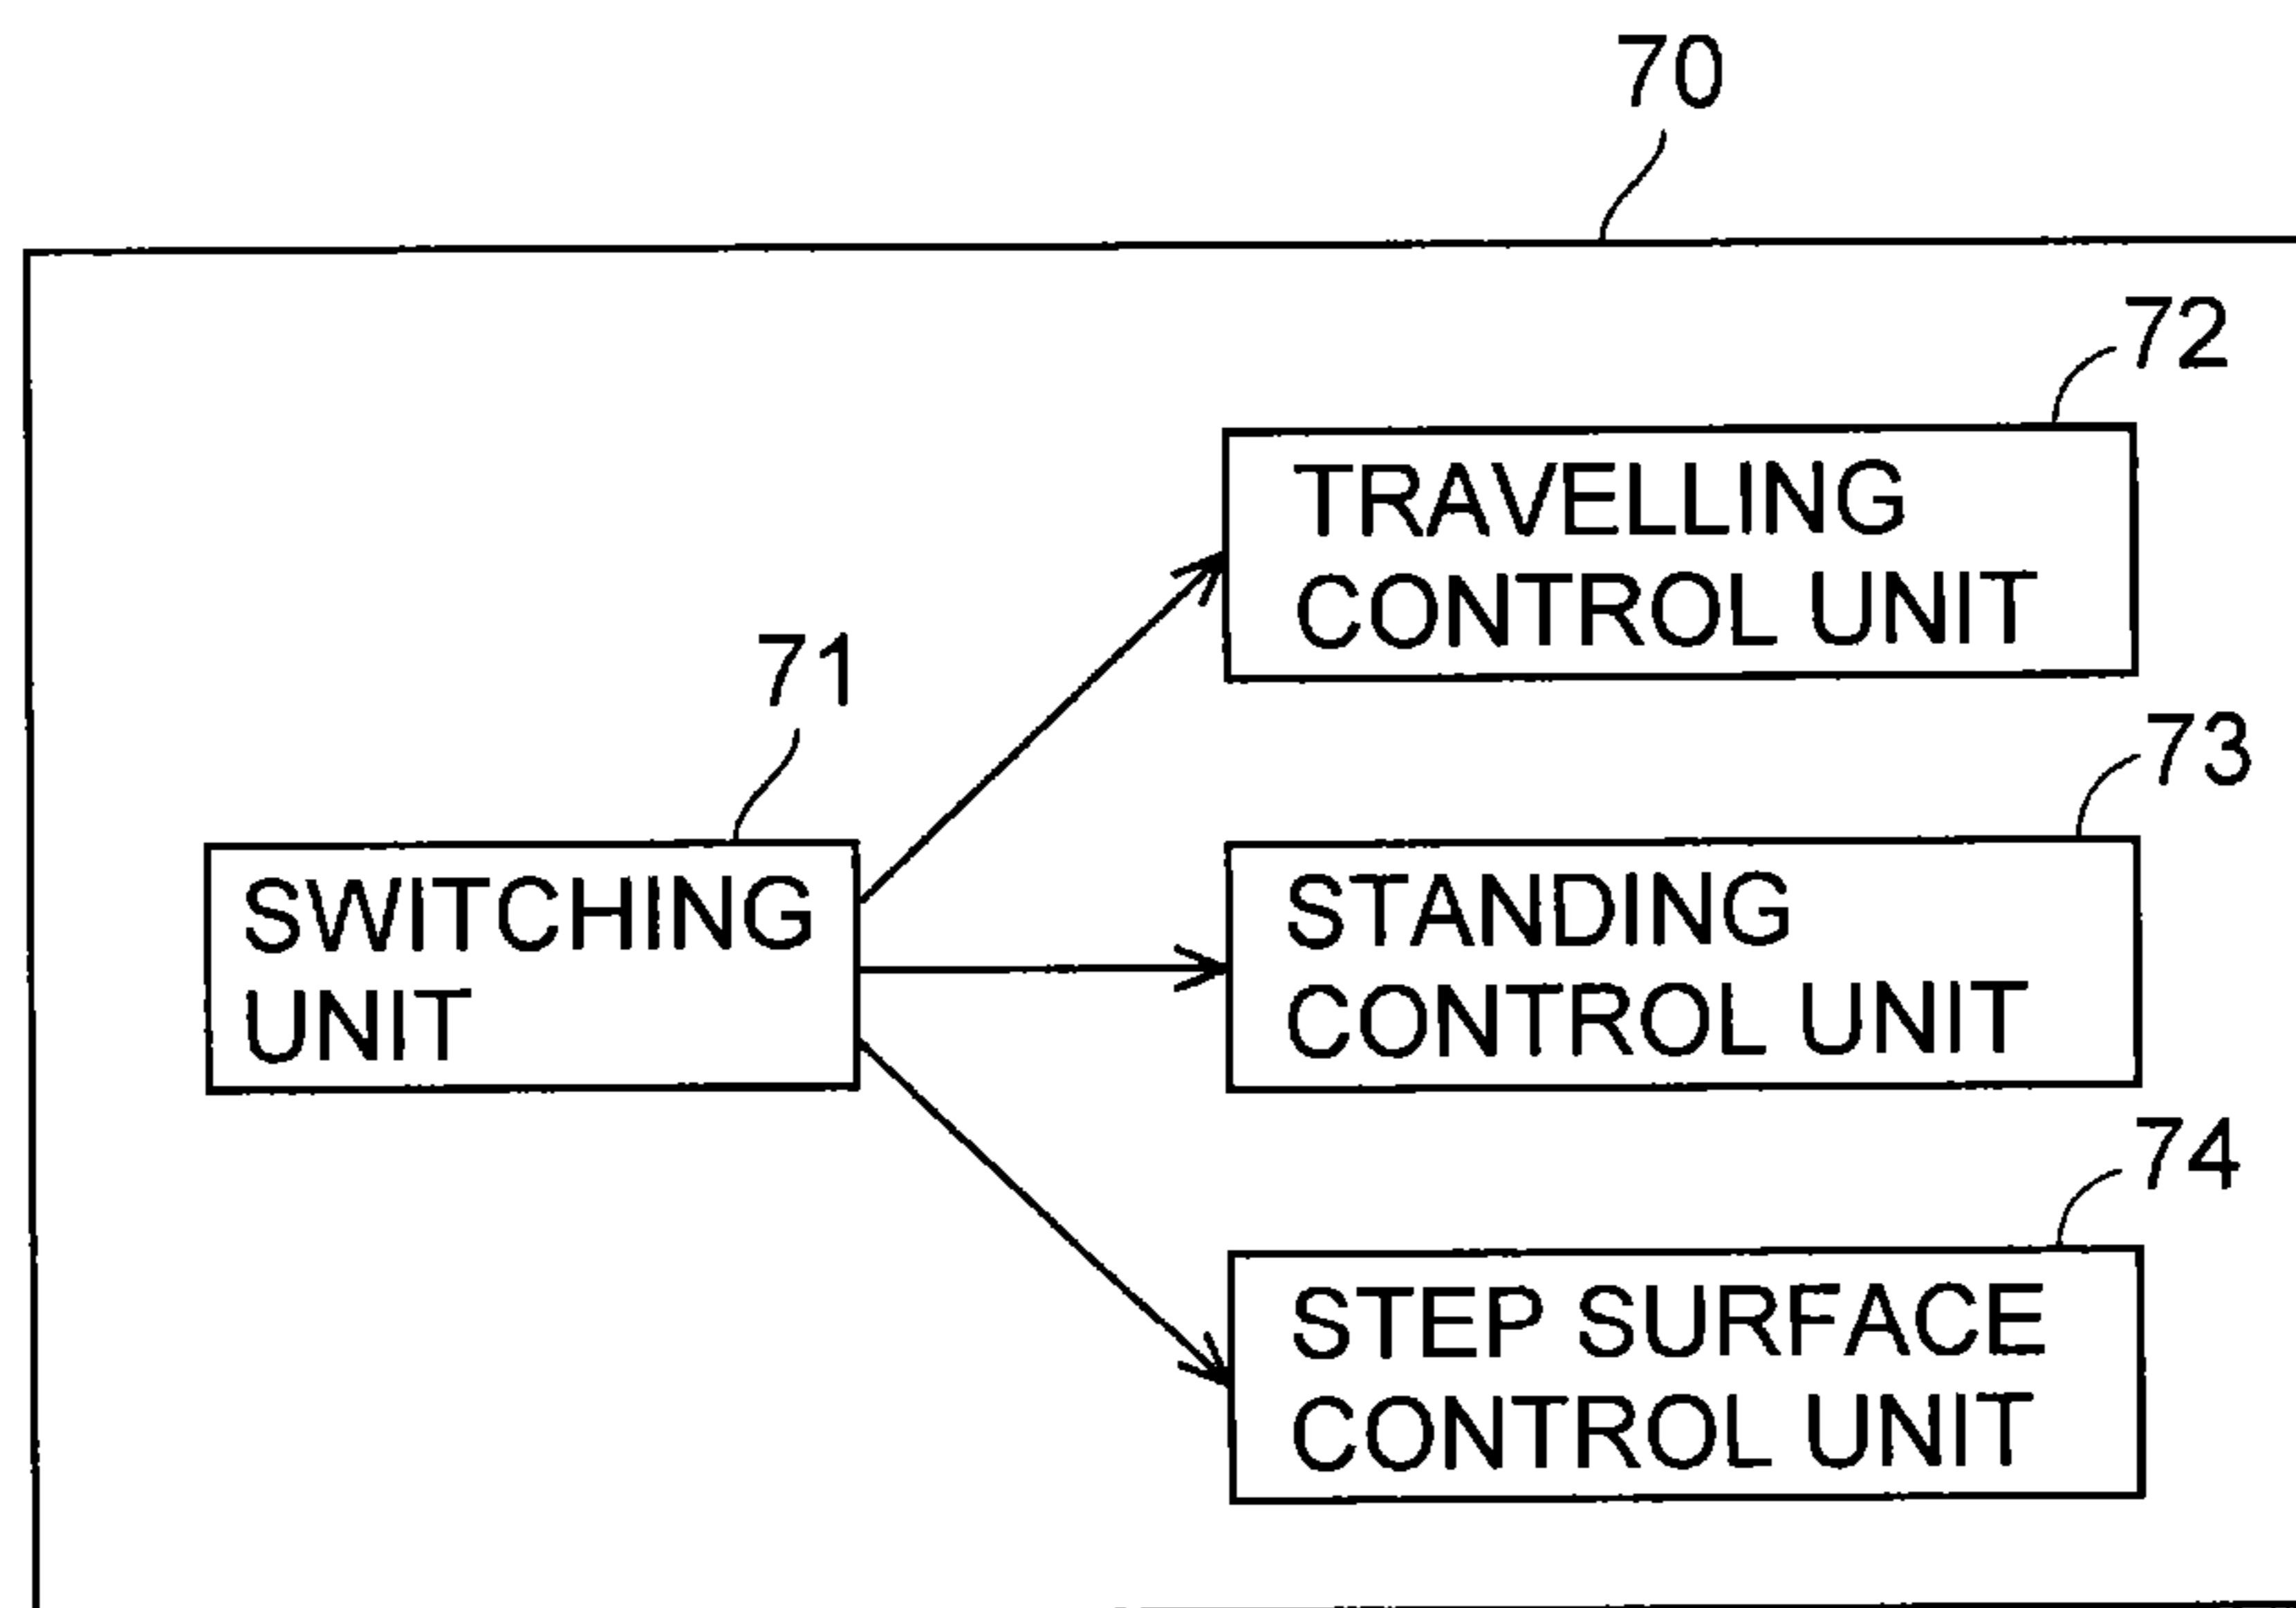 70
72
TRAVELLING
CONTROL UNIT
71
73
SWITCHING
UNIT
STANDING
CONTROL UNIT
74
STEP SURFACE
CONTROL UNIT